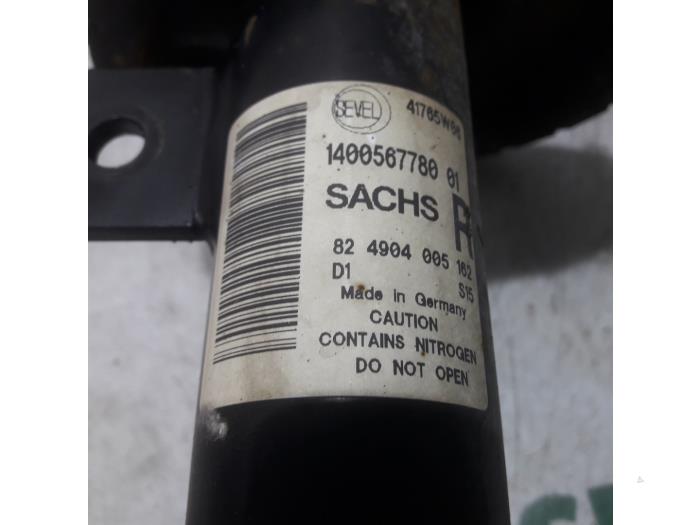 SEVEL 41765W66
1400567780 01
SACHS R
82 4904 005 162
D1 S15
Made in Germany
CAUTION
CONTAINS NITROGEN
DO NOT OPEN